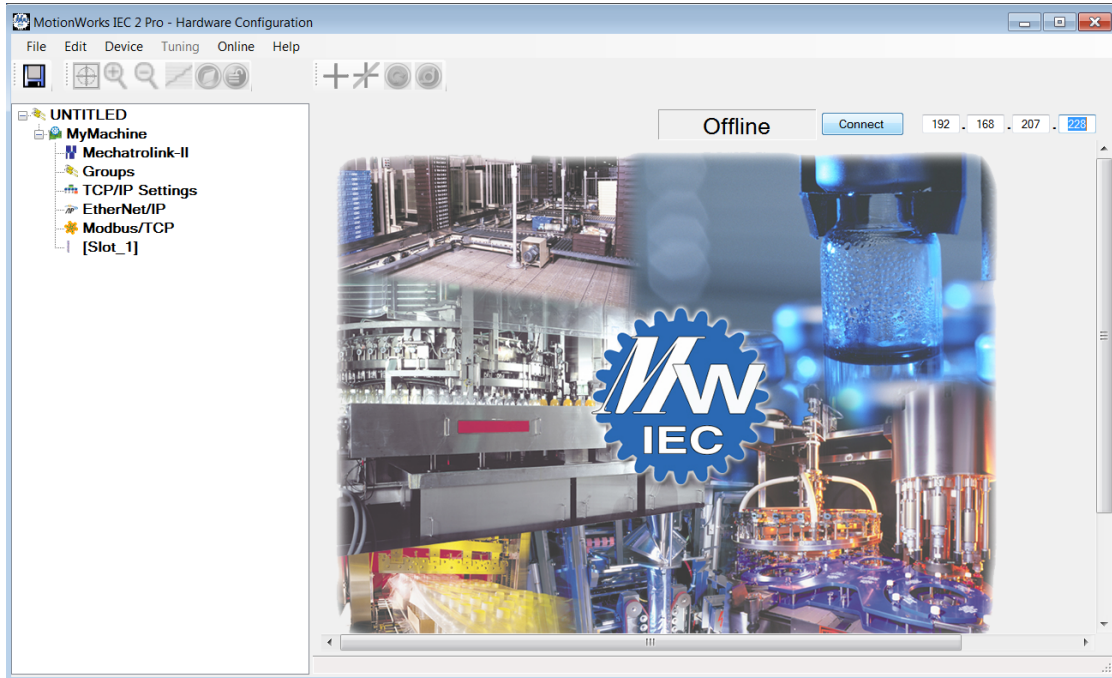 MotionWorks IEC 2 Pro - Hardware Configuration
File Edit Device Tuning Online Help
Offline Connect 192 . 168 . 207 . 228
UNTITLED
MyMachine
Mechatrolink-II
Groups
TCP/IP Settings
EtherNet/IP
Modbus/TCP
[Slot_1]
MW
IEC